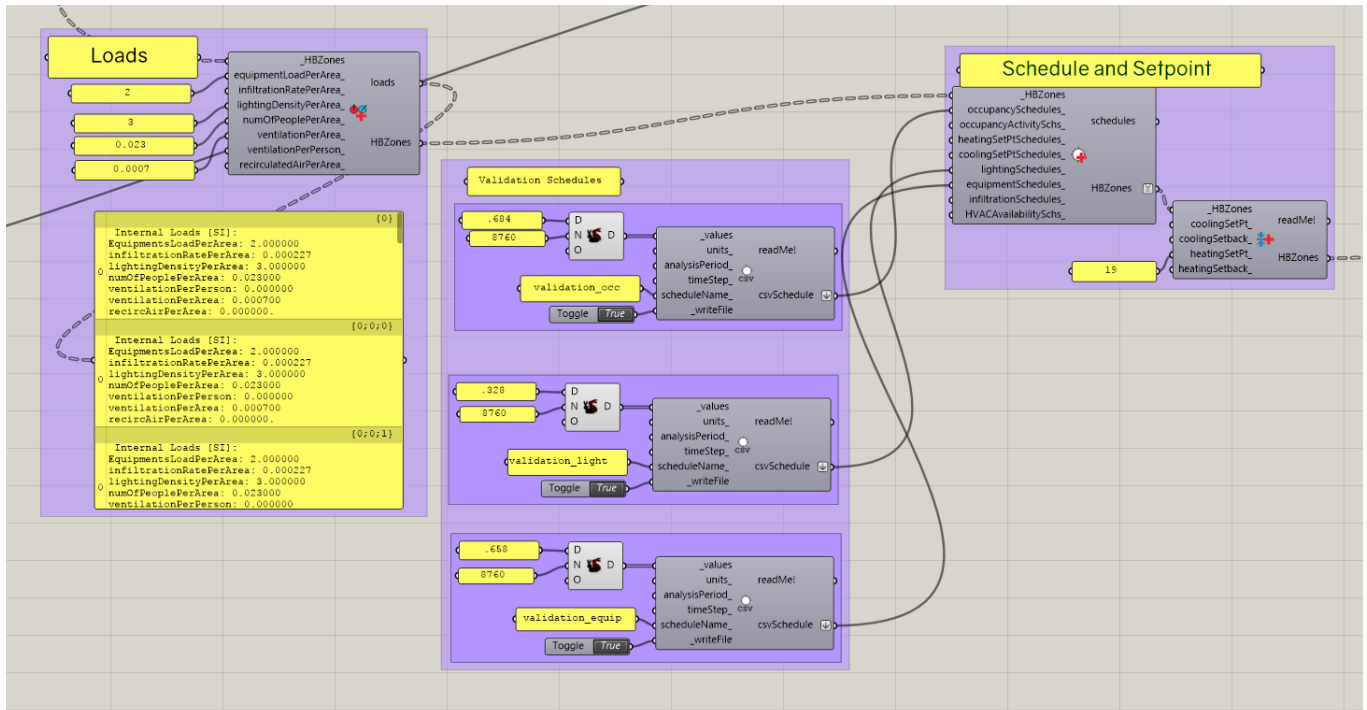 Loads
2
3
0.023
0.0007
_HBZones
equipmentLoadPerArea_
infiltrationRatePerArea_
lightingDensityPerArea_
numOfPeoplePerArea_
ventilationPerArea_
ventilationPerPerson_
recirculatedAirPerArea_
loads
HBZones
{0}
0
Internal Loads [SI]:
EquipmentsLoadPerArea: 2.000000
infiltrationRatePerArea: 0.000227
lightingDensityPerArea: 3.000000
numOfPeoplePerArea: 0.023000
ventilationPerPerson: 0.000000
ventilationPerArea: 0.000700
recircAirPerArea: 0.000000.
{0;0;0}
0
Internal Loads [SI]:
EquipmentsLoadPerArea: 2.000000
infiltrationRatePerArea: 0.000227
lightingDensityPerArea: 3.000000
numOfPeoplePerArea: 0.023000
ventilationPerPerson: 0.000000
ventilationPerArea: 0.000700
recircAirPerArea: 0.000000.
{0;0;1}
0
Internal Loads [SI]:
EquipmentsLoadPerArea: 2.000000
infiltrationRatePerArea: 0.000227
lightingDensityPerArea: 3.000000
numOfPeoplePerArea: 0.023000
ventilationPerPerson: 0.000000
Validation Schedules
.684
8760
D
N D
O
validation_occ
Toggle True
_values
units_
analysisPeriod_
timeStep_
scheduleName_
_writeFile
csv
readMe!
csvSchedule
.328
8760
D
N D
O
validation_light
Toggle True
_values
units_
analysisPeriod_
timeStep_
scheduleName_
_writeFile
csv
readMe!
csvSchedule
.658
8760
D
N D
O
validation_equip
Toggle True
_values
units_
analysisPeriod_
timeStep_
scheduleName_
_writeFile
csv
readMe!
csvSchedule
Schedule and Setpoint
_HBZones
occupancySchedules_
occupancyActivitySchs_
heatingSetPtSchedules_
coolingSetPtSchedules_
lightingSchedules_
equipmentSchedules_
infiltrationSchedules_
HVACAvailabilitySchs_
schedules
HBZones
19
_HBZones
coolingSetPt_
coolingSetback_
heatingSetPt_
heatingSetback_
readMe!
HBZones